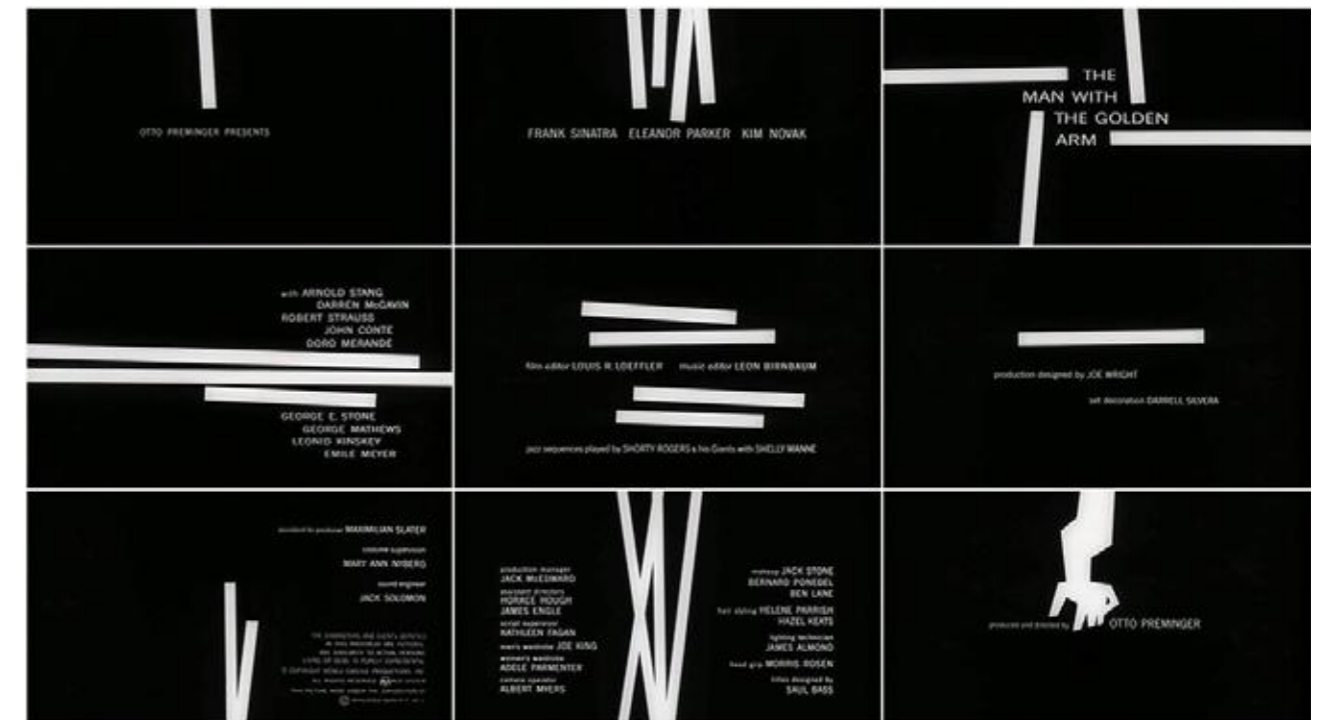 OTTO PREMINGER PRESENTS
FRANK SINATRA ELEANOR PARKER KIM NOVAK
THE
MAN WITH
THE GOLDEN
ARM
with ARNOLD STANG
DARREN McGAVIN
ROBERT STRAUSS
JOHN CONTE
DORO MERANDE
GEORGE E. STONE
GEORGE MATHEWS
LEONID KINSKEY
EMILE MEYER
film editor LOUIS R. LOEFFLER music editor LEON BIRNBAUM
jazz sequences played by SHORTY ROGERS & his Giants with SHELLY MANNE
production designed by JOE WRIGHT
set decoration DARRELL SILVERA
assistant to producer MAXIMILIAN SLATER
costume supervision
MARY ANN NYBERG
sound engineer
JACK SOLOMON
production manager
JACK McEDWARD
assistant directors
HORACE HOUGH
JAMES ENGLE
script supervisor
KATHLEEN FAGAN
men's wardrobe JOE KING
women's wardrobe
ADELE PARMENTER
camera operator
ALBERT MYERS
makeup JACK STONE
BERNARD PONEDEL
BEN LANE
hair styling HELENE PARRISH
HAZEL KEATS
lighting technician
JAMES ALMOND
head grip MORRIS ROSEN
titles designed by
SAUL BASS
produced and directed by OTTO PREMINGER